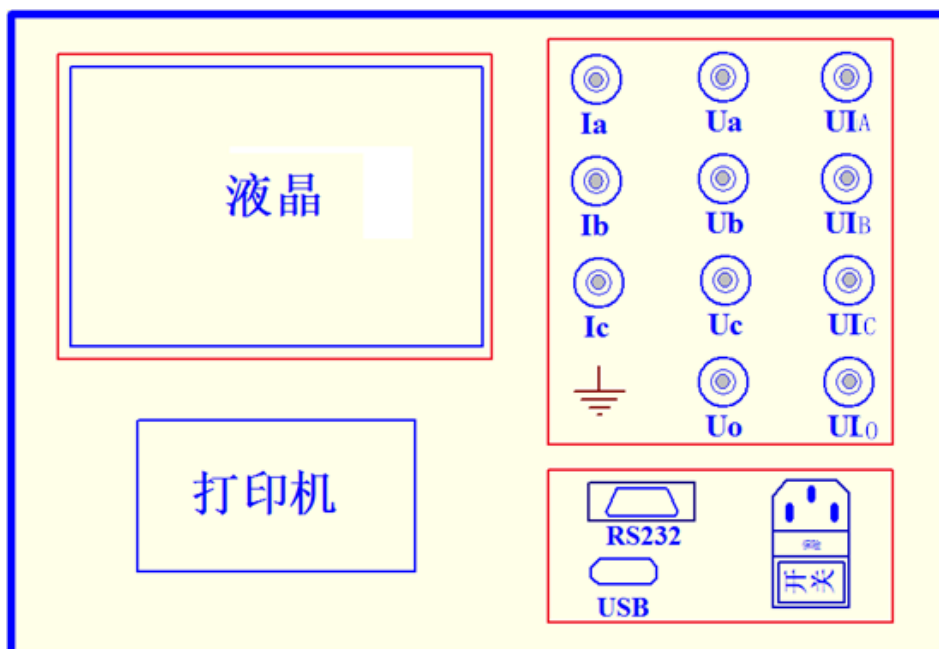 液晶
打印机
Ia Ua UIA
Ib Ub UIB
Ic Uc UIC
Uo UI.O
RS232
USB
开关